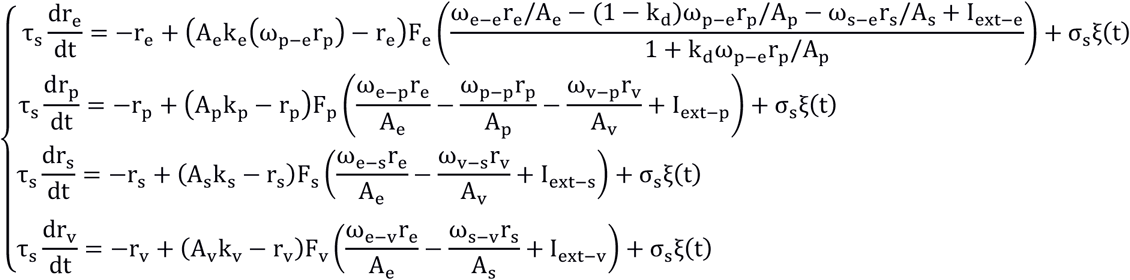 τ_s dr_e/dt = −r_e + (A_e k_e(ω_{p−e} r_p) − r_e)F_e((ω_{e−e} r_e/A_e − (1 − k_d)ω_{p−e} r_p/A_p − ω_{s−e} r_s/A_s + I_{ext−e})/(1 + k_d ω_{p−e} r_p/A_p)) + σ_s ξ(t)
τ_s dr_p/dt = −r_p + (A_p k_p − r_p)F_p(ω_{e−p} r_e/A_e − ω_{p−p} r_p/A_p − ω_{v−p} r_v/A_v + I_{ext−p}) + σ_s ξ(t)
τ_s dr_s/dt = −r_s + (A_s k_s − r_s)F_s(ω_{e−s} r_e/A_e − ω_{v−s} r_v/A_v + I_{ext−s}) + σ_s ξ(t)
τ_s dr_v/dt = −r_v + (A_v k_v − r_v)F_v(ω_{e−v} r_e/A_e − ω_{s−v} r_s/A_s + I_{ext−v}) + σ_s ξ(t)